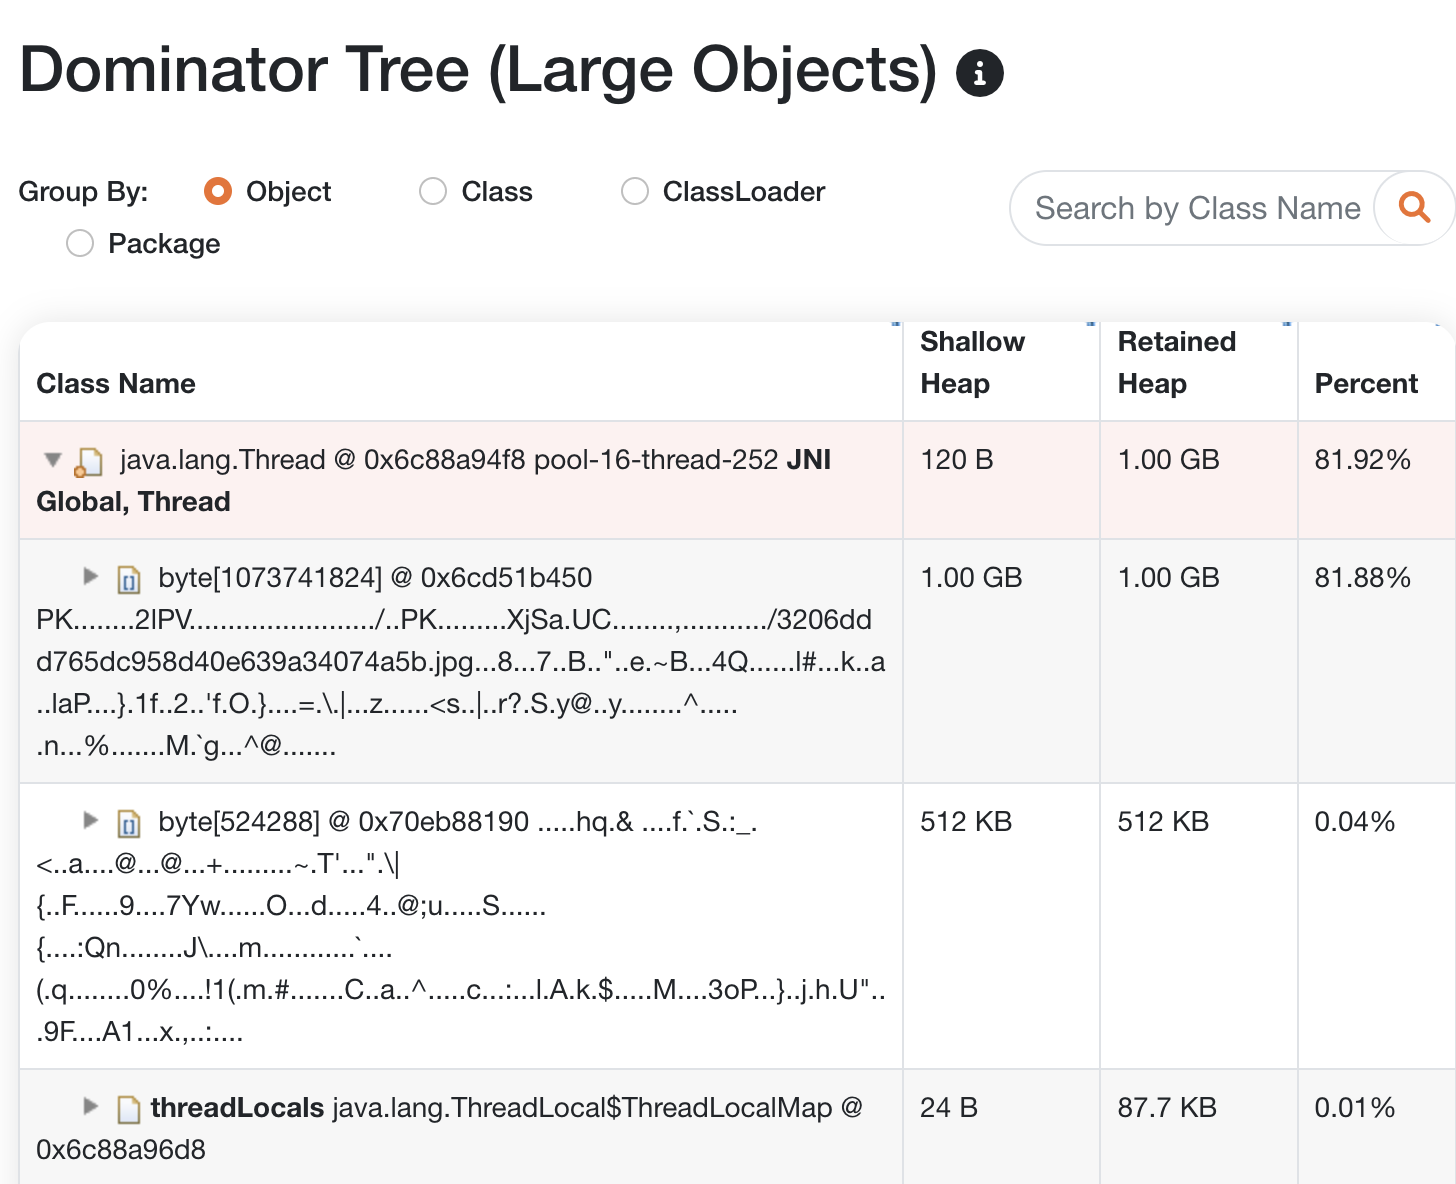 Dominator Tree (Large Objects)
Group By: Object Class ClassLoader
Package
Search by Class Name
Class Name Shallow Heap Retained Heap Percent
java.lang.Thread @ 0x6c88a94f8 pool-16-thread-252 JNI 120 B 1.00 GB 81.92%
Global, Thread
byte[1073741824] @ 0x6cd51b450 1.00 GB 1.00 GB 81.88%
PK........2lPV......................../..PK.........XjSa.UC........,.........../3206dd
d765dc958d40e639a34074a5b.jpg...8...7..B.."..e.~B...4Q......l#...k..a
..laP....}.1f..2..'f.O.}....=.\.|...z......<s..|..r?.S.y@..y........^.....
.n...%.......M.`g...^@.......
byte[524288] @ 0x70eb88190 .....hq.& ....f.`.S.:_. 512 KB 512 KB 0.04%
<..a....@...@...+.........~.T'...".\|
{..F......9....7Yw......O...d.....4..@;u.....S......
{....:Qn........J\....m............`....
(.q........0%....!1(.m.#.......C..a..^.....c...:...l.A.k.$.....M....3oP...}..j.h.U"..
.9F....A1...x.,..:....
threadLocals java.lang.ThreadLocal$ThreadLocalMap @ 24 B 87.7 KB 0.01%
0x6c88a96d8